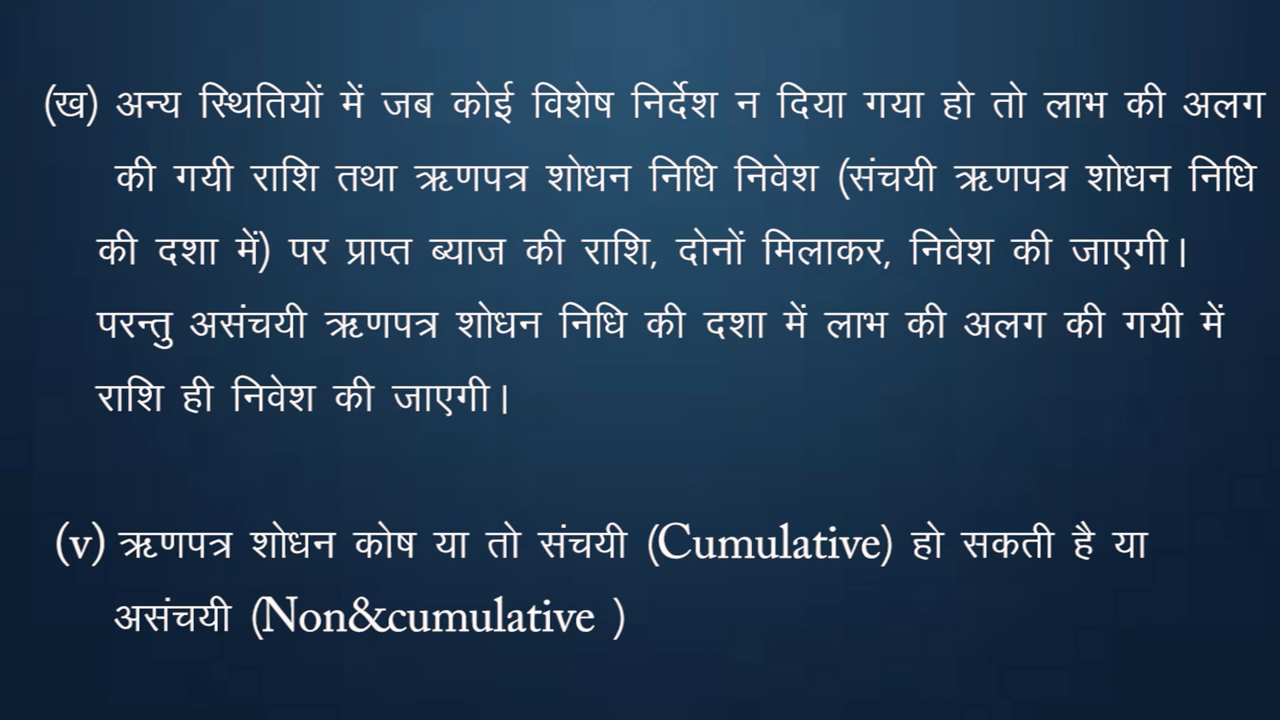 (ख) अन्य स्थितियों में जब कोई विशेष निर्देश न दिया गया हो तो लाभ की अलग
की गयी राशि तथा ऋणपत्र शोधन निधि निवेश (संचयी ऋणपत्र शोधन निधि
की दशा में) पर प्राप्त ब्याज की राशि, दोनों मिलाकर, निवेश की जाएगी।
परन्तु असंचयी ऋणपत्र शोधन निधि की दशा में लाभ की अलग की गयी में
राशि ही निवेश की जाएगी।
(v) ऋणपत्र शोधन कोष या तो संचयी (Cumulative) हो सकती है या
असंचयी (Non&cumulative )